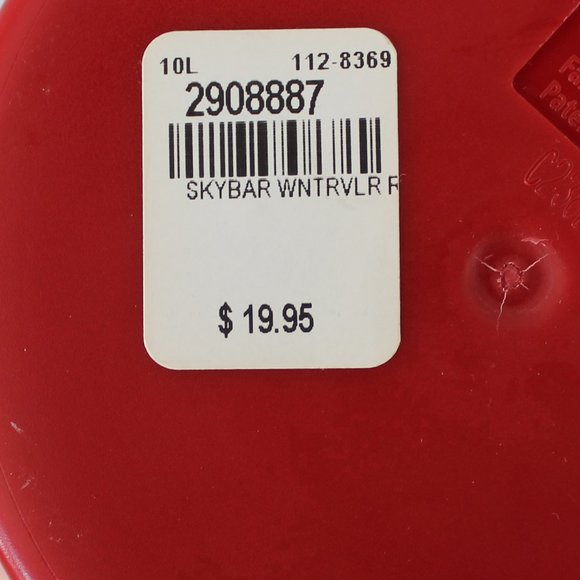 10L 112-8369
2908887
SKYBAR WNTRVLR R
$ 19.95